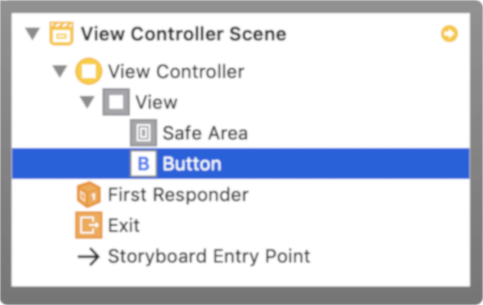 View Controller Scene
View Controller
View
Safe Area
B Button
First Responder
Exit
Storyboard Entry Point